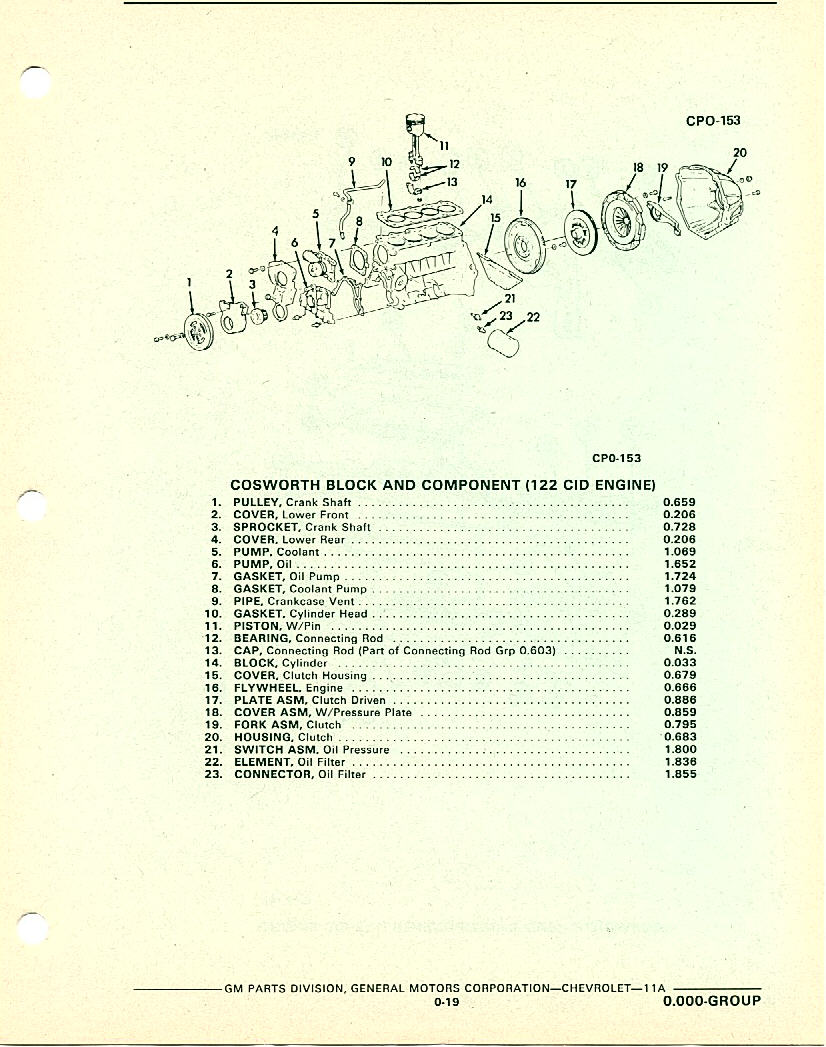 CPO-153
20
11
9
10
12
18
19
13
16
17
14
5
8
15
4
6
7
2
3
1
21
23
22
CPO-153
COSWORTH BLOCK AND COMPONENT (122 CID ENGINE)
1. PULLEY, Crank Shaft 0.659
2. COVER, Lower Front 0.206
3. SPROCKET, Crank Shaft 0.728
4. COVER, Lower Rear 0.206
5. PUMP, Coolant 1.069
6. PUMP, Oil 1.652
7. GASKET, Oil Pump 1.724
8. GASKET, Coolant Pump 1.079
9. PIPE, Crankcase Vent 1.762
10. GASKET, Cylinder Head 0.289
11. PISTON, W/Pin 0.029
12. BEARING, Connecting Rod 0.616
13. CAP, Connecting Rod (Part of Connecting Rod Grp 0.603) N.S.
14. BLOCK, Cylinder 0.033
15. COVER, Clutch Housing 0.679
16. FLYWHEEL, Engine 0.666
17. PLATE ASM, Clutch Driven 0.886
18. COVER ASM, W/Pressure Plate 0.859
19. FORK ASM, Clutch 0.795
20. HOUSING, Clutch 0.683
21. SWITCH ASM, Oil Pressure 1.800
22. ELEMENT, Oil Filter 1.836
23. CONNECTOR, Oil Filter 1.855
GM PARTS DIVISION, GENERAL MOTORS CORPORATION—CHEVROLET—11A
0-19
0.000-GROUP